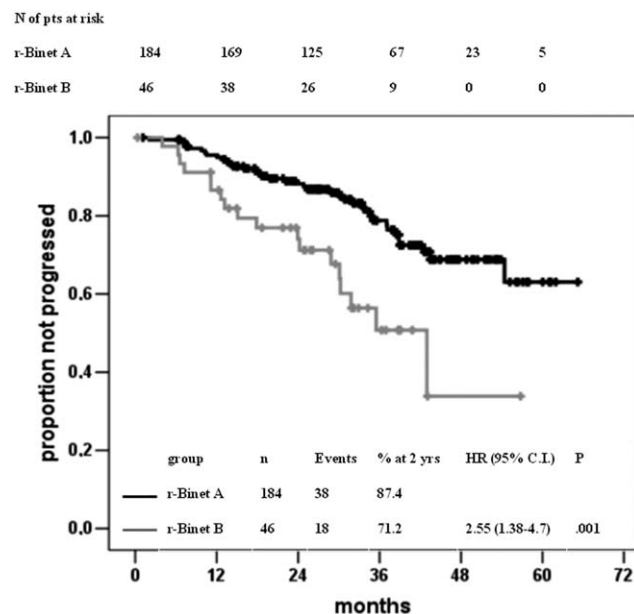 N of pts at risk
r-Binet A 184 169 125 67 23 5
r-Binet B 46 38 26 9 0 0
1.0
0.8
0.6
0.4
0.2
0.0
proportion not progressed
group n Events % at 2 yrs HR (95% C.I.) P
r-Binet A 184 38 87.4
r-Binet B 46 18 71.2 2.55 (1.38-4.7) .001
0 12 24 36 48 60 72
months